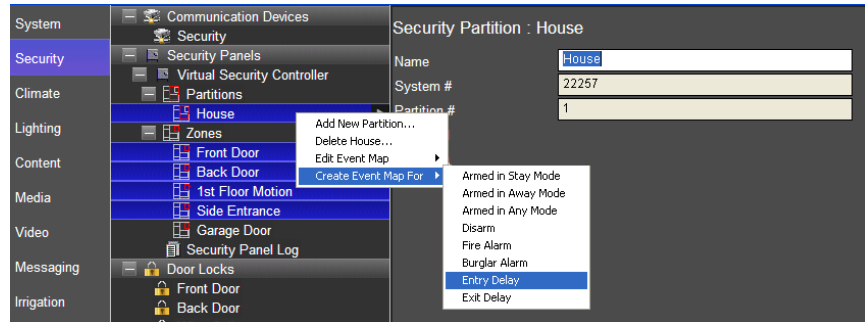 System
Security
Climate
Lighting
Content
Media
Video
Messaging
Irrigation
Communication Devices
Security
Security Panels
Virtual Security Controller
Partitions
House
Zones
Front Door
Back Door
1st Floor Motion
Side Entrance
Garage Door
Security Panel Log
Door Locks
Front Door
Back Door
Add New Partition...
Delete House...
Edit Event Map
Create Event Map For
Armed in Stay Mode
Armed in Away Mode
Armed in Any Mode
Disarm
Fire Alarm
Burglar Alarm
Entry Delay
Exit Delay
Security Partition : House
Name House
System # 22257
Partition # 1